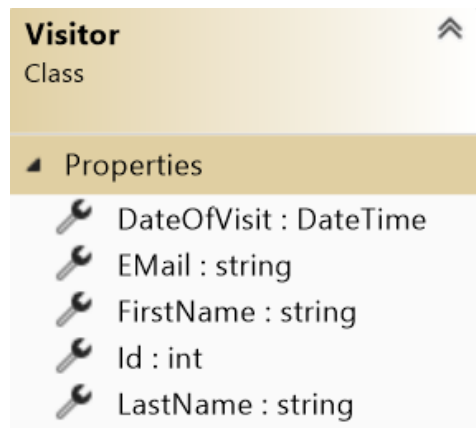 Visitor
Class
Properties
DateOfVisit : DateTime
EMail : string
FirstName : string
Id : int
LastName : string